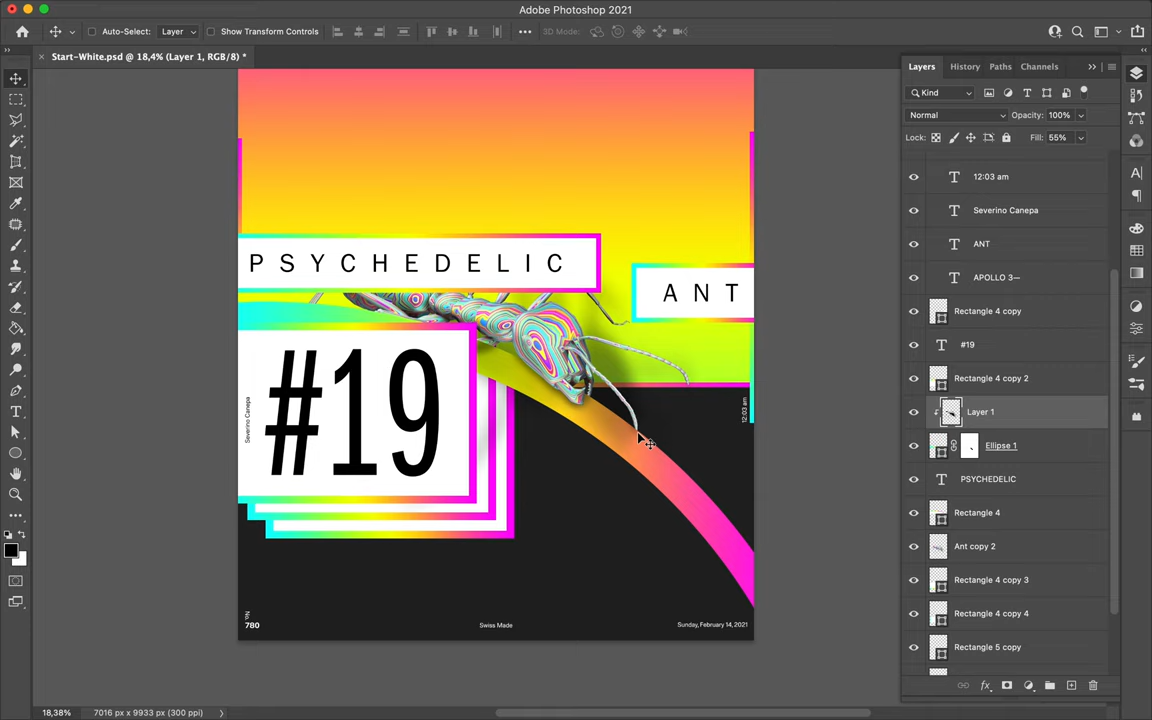 Adobe Photoshop 2021
Auto-Select:
Layer
Show Transform Controls
3D Mode:
Start-White.psd @ 18,4% (Layer 1, RGB/8) *
Layers
History
Paths
Channels
Kind
Normal
Opacity:
100%
Lock:
Fill:
55%
12:03 am
Severino Canepa
ANT
APOLLO 3—
Rectangle 4 copy
#19
Rectangle 4 copy 2
Layer 1
Ellipse 1
PSYCHEDELIC
Rectangle 4
Ant copy 2
Rectangle 4 copy 3
Rectangle 4 copy 4
Rectangle 5 copy
PSYCHEDELIC
ANT
#19
Severino Canepa
12:03 am
No
780
Swiss Made
Sunday, February 14, 2021
18,38%
7016 px x 9933 px (300 ppi)